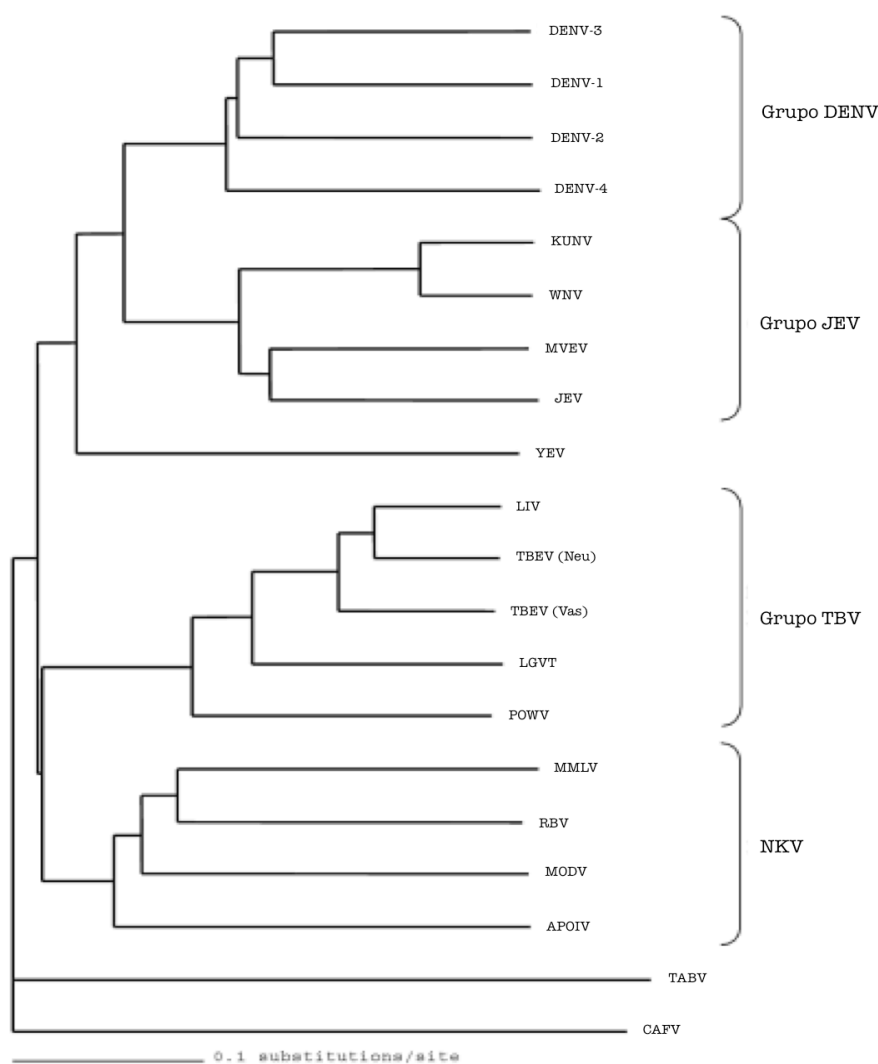 DENV-3
DENV-1
Grupo DENV
DENV-2
DENV-4
KUNV
WNV
Grupo JEV
MVEV
JEV
YEV
LIV
TBEV (Neu)
TBEV (Vas)
Grupo TBV
LGVT
POWV
MMLV
RBV
NKV
MODV
APOIV
TABV
CAFV
0.1 substitutions/site